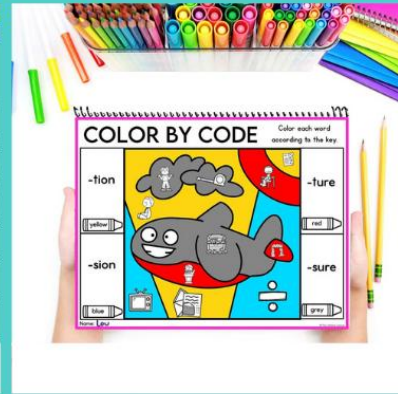 COLOR BY CODE
Color each word
according to the key.
-tion
yellow
-ture
red
-sion
blue
-sure
grey
Name: Lew